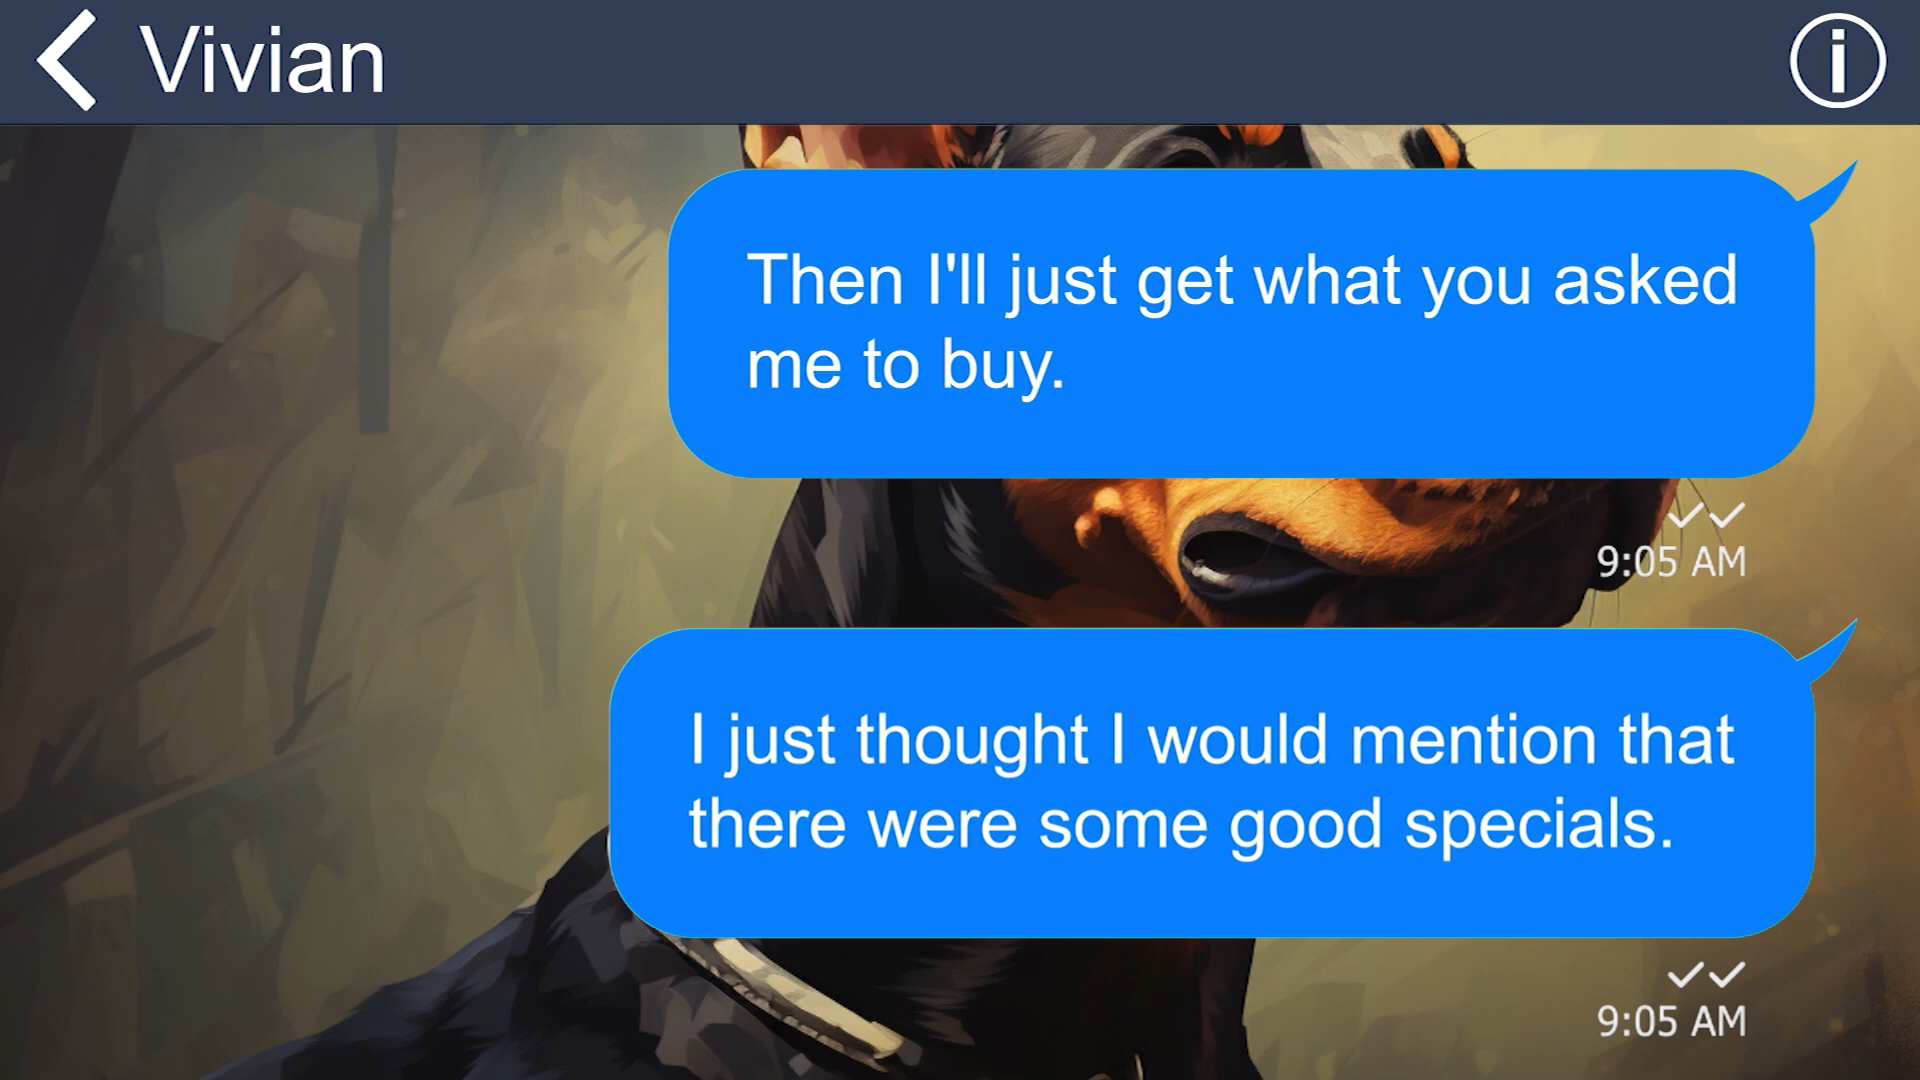 Vivian
Then I'll just get what you asked
me to buy.
9:05 AM
I just thought I would mention that
there were some good specials.
9:05 AM